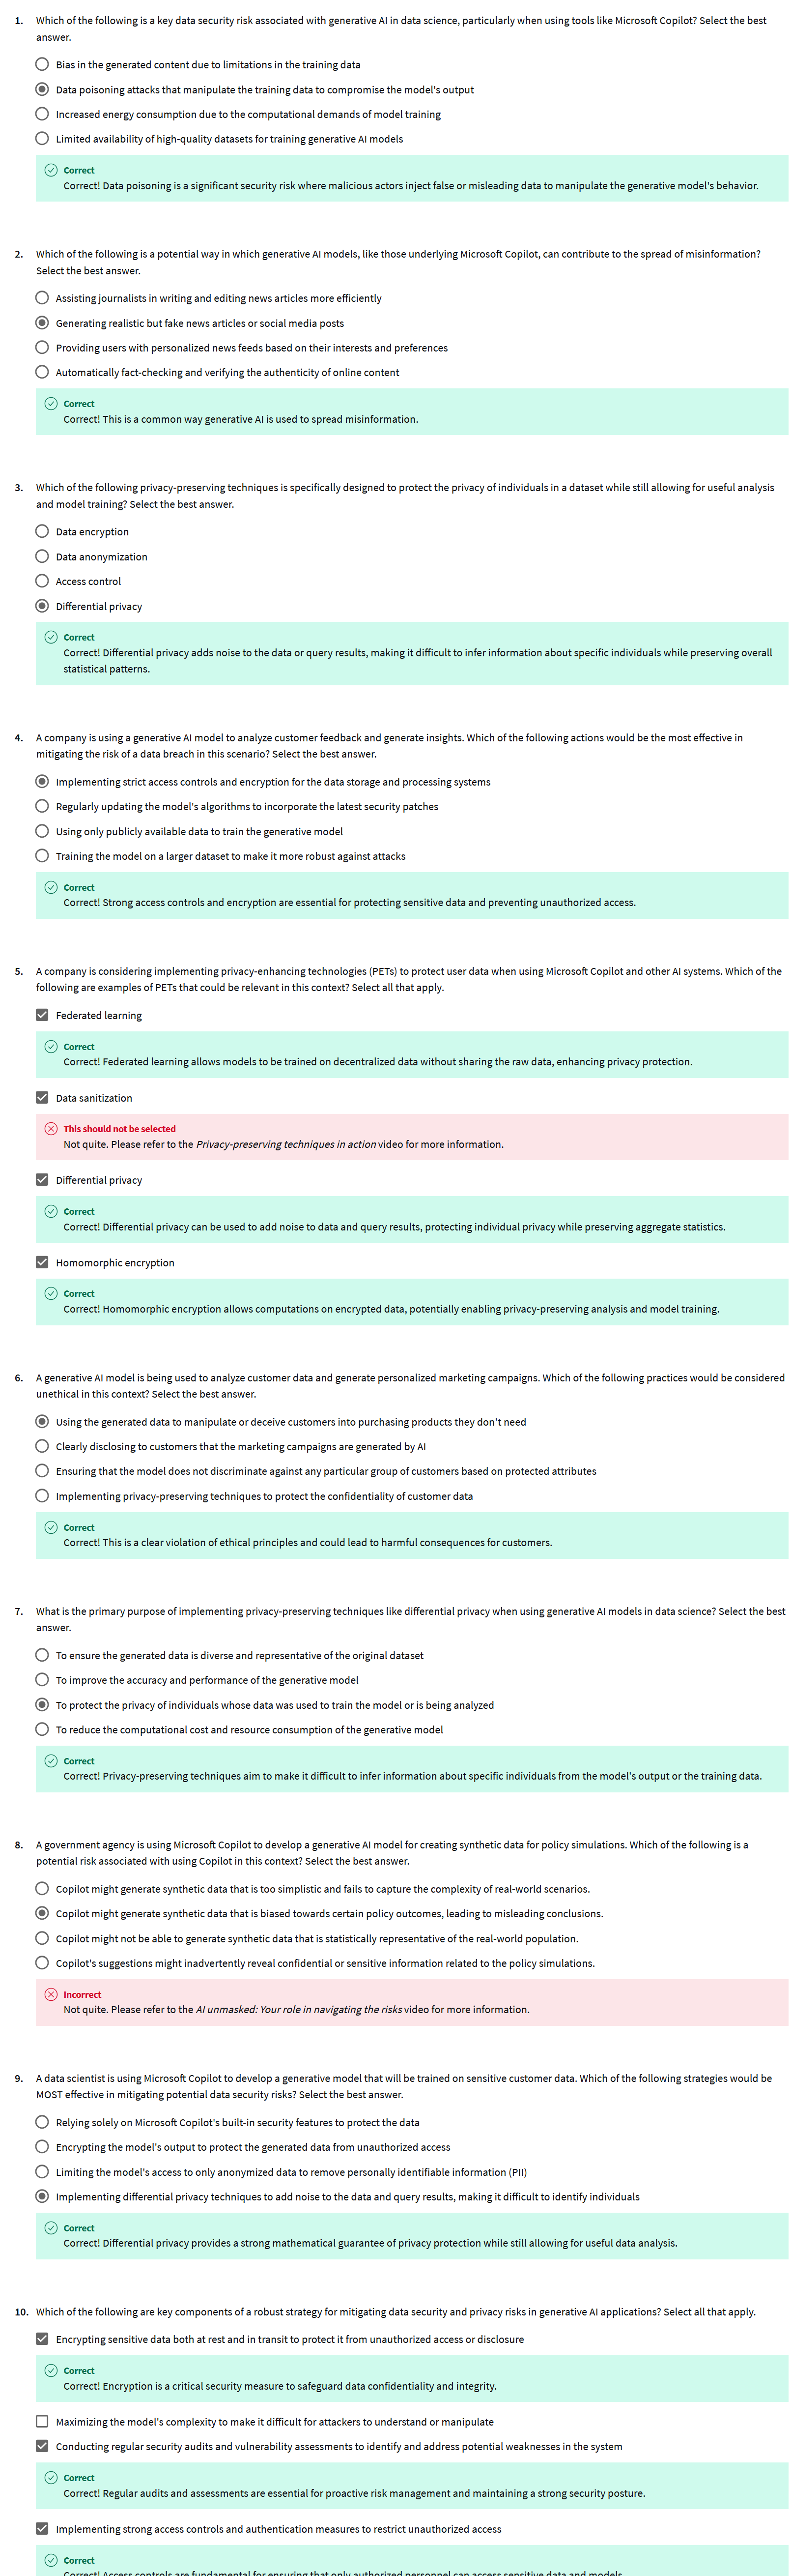 1. Which of the following is a key data security risk associated with generative AI in data science, particularly when using tools like Microsoft Copilot? Select the best
answer.
Bias in the generated content due to limitations in the training data
Data poisoning attacks that manipulate the training data to compromise the model's output
Increased energy consumption due to the computational demands of model training
Limited availability of high-quality datasets for training generative AI models
Correct
Correct! Data poisoning is a significant security risk where malicious actors inject false or misleading data to manipulate the generative model's behavior.
2. Which of the following is a potential way in which generative AI models, like those underlying Microsoft Copilot, can contribute to the spread of misinformation?
Select the best answer.
Assisting journalists in writing and editing news articles more efficiently
Generating realistic but fake news articles or social media posts
Providing users with personalized news feeds based on their interests and preferences
Automatically fact-checking and verifying the authenticity of online content
Correct
Correct! This is a common way generative AI is used to spread misinformation.
3. Which of the following privacy-preserving techniques is specifically designed to protect the privacy of individuals in a dataset while still allowing for useful analysis
and model training? Select the best answer.
Data encryption
Data anonymization
Access control
Differential privacy
Correct
Correct! Differential privacy adds noise to the data or query results, making it difficult to infer information about specific individuals while preserving overall
statistical patterns.
4. A company is using a generative AI model to analyze customer feedback and generate insights. Which of the following actions would be the most effective in
mitigating the risk of a data breach in this scenario? Select the best answer.
Implementing strict access controls and encryption for the data storage and processing systems
Regularly updating the model's algorithms to incorporate the latest security patches
Using only publicly available data to train the generative model
Training the model on a larger dataset to make it more robust against attacks
Correct
Correct! Strong access controls and encryption are essential for protecting sensitive data and preventing unauthorized access.
5. A company is considering implementing privacy-enhancing technologies (PETs) to protect user data when using Microsoft Copilot and other AI systems. Which of the
following are examples of PETs that could be relevant in this context? Select all that apply.
Federated learning
Correct
Correct! Federated learning allows models to be trained on decentralized data without sharing the raw data, enhancing privacy protection.
Data sanitization
This should not be selected
Not quite. Please refer to the Privacy-preserving techniques in action video for more information.
Differential privacy
Correct
Correct! Differential privacy can be used to add noise to data and query results, protecting individual privacy while preserving aggregate statistics.
Homomorphic encryption
Correct
Correct! Homomorphic encryption allows computations on encrypted data, potentially enabling privacy-preserving analysis and model training.
6. A generative AI model is being used to analyze customer data and generate personalized marketing campaigns. Which of the following practices would be considered
unethical in this context? Select the best answer.
Using the generated data to manipulate or deceive customers into purchasing products they don't need
Clearly disclosing to customers that the marketing campaigns are generated by AI
Ensuring that the model does not discriminate against any particular group of customers based on protected attributes
Implementing privacy-preserving techniques to protect the confidentiality of customer data
Correct
Correct! This is a clear violation of ethical principles and could lead to harmful consequences for customers.
7. What is the primary purpose of implementing privacy-preserving techniques like differential privacy when using generative AI models in data science? Select the best
answer.
To ensure the generated data is diverse and representative of the original dataset
To improve the accuracy and performance of the generative model
To protect the privacy of individuals whose data was used to train the model or is being analyzed
To reduce the computational cost and resource consumption of the generative model
Correct
Correct! Privacy-preserving techniques aim to make it difficult to infer information about specific individuals from the model's output or the training data.
8. A government agency is using Microsoft Copilot to develop a generative AI model for creating synthetic data for policy simulations. Which of the following is a
potential risk associated with using Copilot in this context? Select the best answer.
Copilot might generate synthetic data that is too simplistic and fails to capture the complexity of real-world scenarios.
Copilot might generate synthetic data that is biased towards certain policy outcomes, leading to misleading conclusions.
Copilot might not be able to generate synthetic data that is statistically representative of the real-world population.
Copilot's suggestions might inadvertently reveal confidential or sensitive information related to the policy simulations.
Incorrect
Not quite. Please refer to the AI unmasked: Your role in navigating the risks video for more information.
9. A data scientist is using Microsoft Copilot to develop a generative model that will be trained on sensitive customer data. Which of the following strategies would be
MOST effective in mitigating potential data security risks? Select the best answer.
Relying solely on Microsoft Copilot's built-in security features to protect the data
Encrypting the model's output to protect the generated data from unauthorized access
Limiting the model's access to only anonymized data to remove personally identifiable information (PII)
Implementing differential privacy techniques to add noise to the data and query results, making it difficult to identify individuals
Correct
Correct! Differential privacy provides a strong mathematical guarantee of privacy protection while still allowing for useful data analysis.
10. Which of the following are key components of a robust strategy for mitigating data security and privacy risks in generative AI applications? Select all that apply.
Encrypting sensitive data both at rest and in transit to protect it from unauthorized access or disclosure
Correct
Correct! Encryption is a critical security measure to safeguard data confidentiality and integrity.
Maximizing the model's complexity to make it difficult for attackers to understand or manipulate
Conducting regular security audits and vulnerability assessments to identify and address potential weaknesses in the system
Correct
Correct! Regular audits and assessments are essential for proactive risk management and maintaining a strong security posture.
Implementing strong access controls and authentication measures to restrict unauthorized access
Correct
Correct! Access controls are fundamental for ensuring that only authorized personnel can access sensitive data and models.